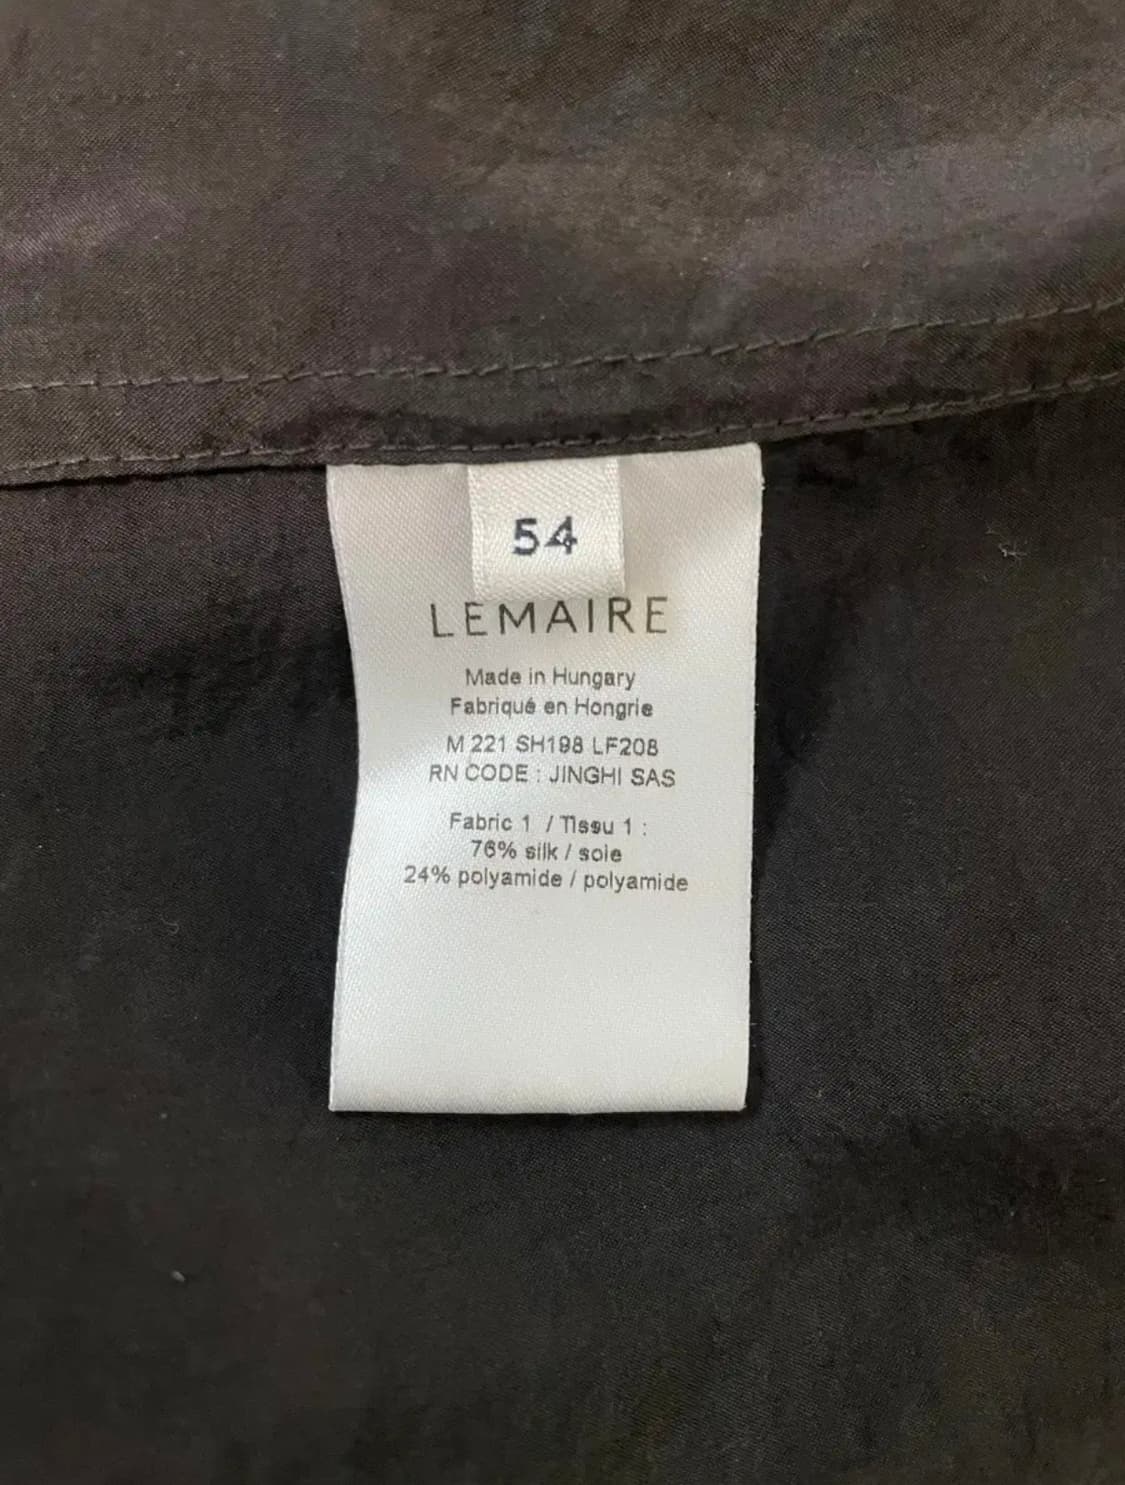 54
LEMAIRE
Made in Hungary
Fabriqué en Hongrie
M 221 SH198 LF208
RN CODE : JINGHI SAS
Fabric 1 / Tissu 1 :
76% silk / soie
24% polyamide / polyamide